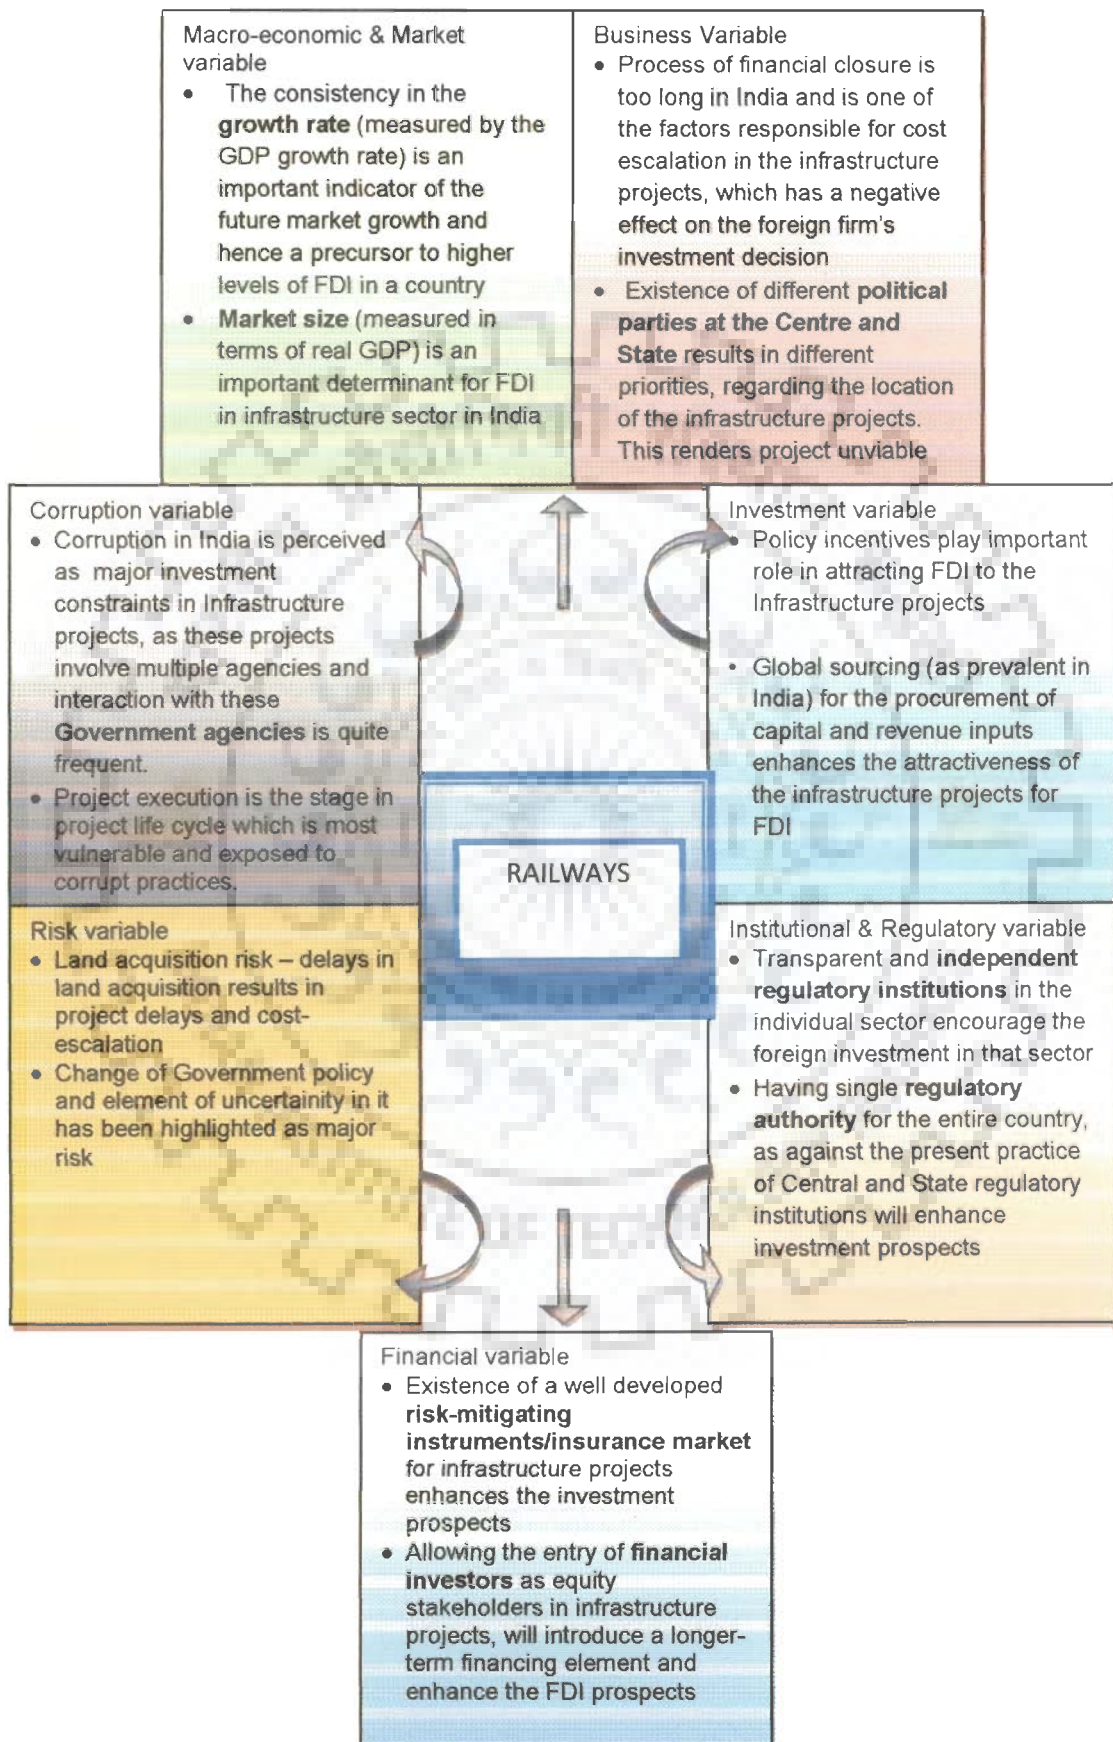 Macro-economic & Market
variable
• The consistency in the
growth rate (measured by the
GDP growth rate) is an
important indicator of the
future market growth and
hence a precursor to higher
levels of FDI in a country
• Market size (measured in
terms of real GDP) is an
important determinant for FDI
in infrastructure sector in India
Business Variable
• Process of financial closure is
too long in India and is one of
the factors responsible for cost
escalation in the infrastructure
projects, which has a negative
effect on the foreign firm's
investment decision
• Existence of different political
parties at the Centre and
State results in different
priorities, regarding the location
of the infrastructure projects.
This renders project unviable
Corruption variable
• Corruption in India is perceived
as major investment
constraints in Infrastructure
projects, as these projects
involve multiple agencies and
interaction with these
Government agencies is quite
frequent.
• Project execution is the stage in
project life cycle which is most
vulnerable and exposed to
corrupt practices.
Investment variable
• Policy incentives play important
role in attracting FDI to the
Infrastructure projects
• Global sourcing (as prevalent in
India) for the procurement of
capital and revenue inputs
enhances the attractiveness of
the infrastructure projects for
FDI
RAILWAYS
Risk variable
• Land acquisition risk – delays in
land acquisition results in
project delays and cost-
escalation
• Change of Government policy
and element of uncertainity in it
has been highlighted as major
risk
Institutional & Regulatory variable
• Transparent and independent
regulatory institutions in the
individual sector encourage the
foreign investment in that sector
• Having single regulatory
authority for the entire country,
as against the present practice
of Central and State regulatory
institutions will enhance
investment prospects
Financial variable
• Existence of a well developed
risk-mitigating
instruments/insurance market
for infrastructure projects
enhances the investment
prospects
• Allowing the entry of financial
investors as equity
stakeholders in infrastructure
projects, will introduce a longer-
term financing element and
enhance the FDI prospects